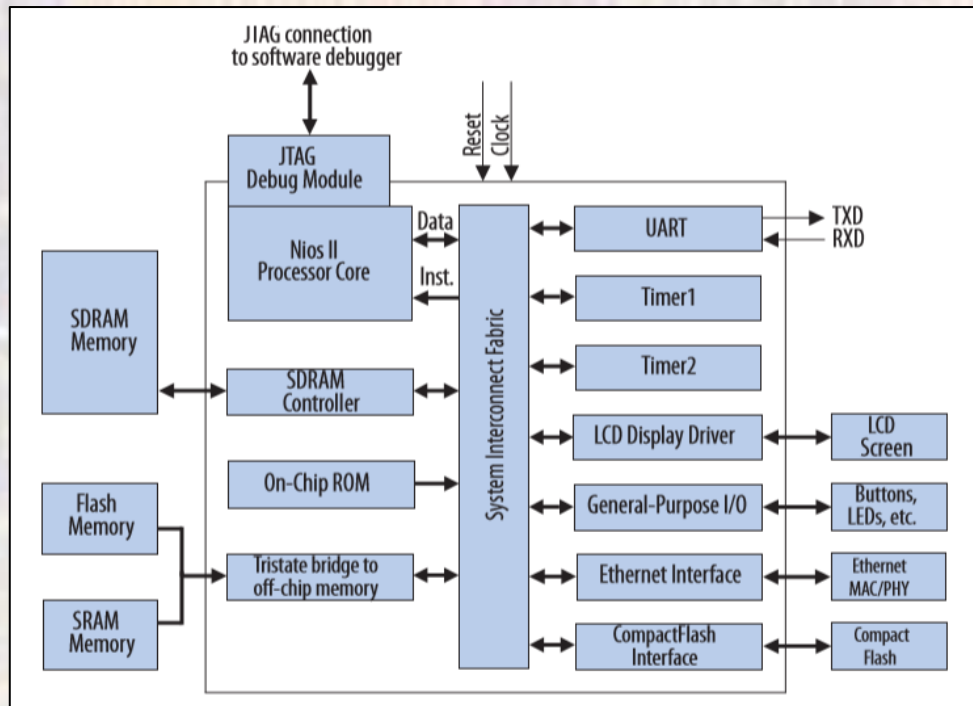 JTAG connection
to software debugger
Reset
Clock
JTAG
Debug Module
Nios II
Processor Core
Data
Inst.
System Interconnect Fabric
UART
TXD
RXD
Timer1
Timer2
SDRAM
Memory
SDRAM
Controller
LCD Display Driver
LCD
Screen
On-Chip ROM
General-Purpose I/O
Buttons,
LEDs, etc.
Flash
Memory
SRAM
Memory
Tristate bridge to
off-chip memory
Ethernet Interface
Ethernet
MAC/PHY
CompactFlash
Interface
Compact
Flash